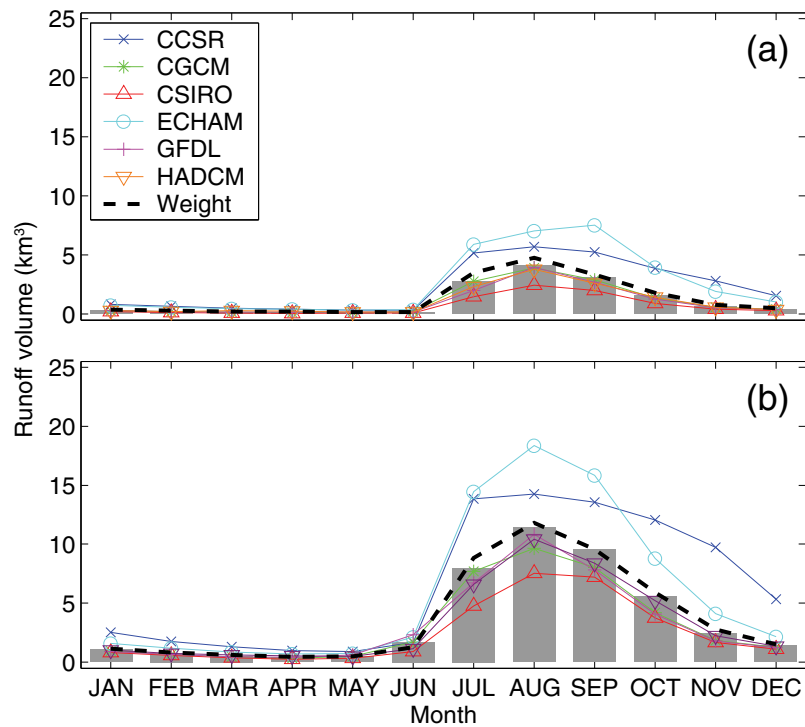 25
20
15
10
5
0
CCSR
CGCM
CSIRO
ECHAM
GFDL
HADCM
Weight
(a)
Runoff volume (km³)
25
20
15
10
5
0
(b)
JAN FEB MAR APR MAY JUN JUL AUG SEP OCT NOV DEC
Month